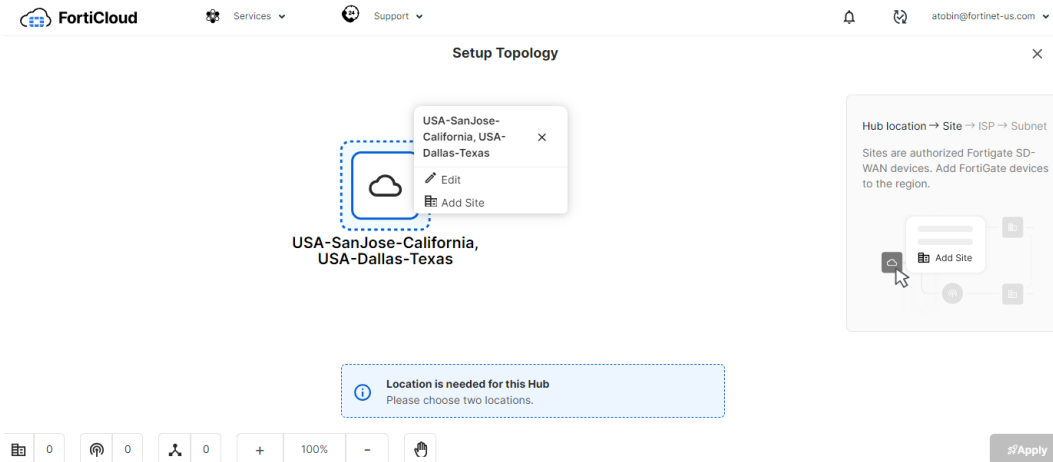 FortiCloud
Services
24
Support
atobin@fortinet-us.com
Setup Topology
USA-SanJose-
California, USA-
Dallas-Texas
Edit
Add Site
USA-SanJose-California,
USA-Dallas-Texas
Hub location → Site → ISP → Subnet
Sites are authorized Fortigate SD-
WAN devices. Add FortiGate devices
to the region.
Add Site
Location is needed for this Hub
Please choose two locations.
0
0
0
+
100%
-
Apply